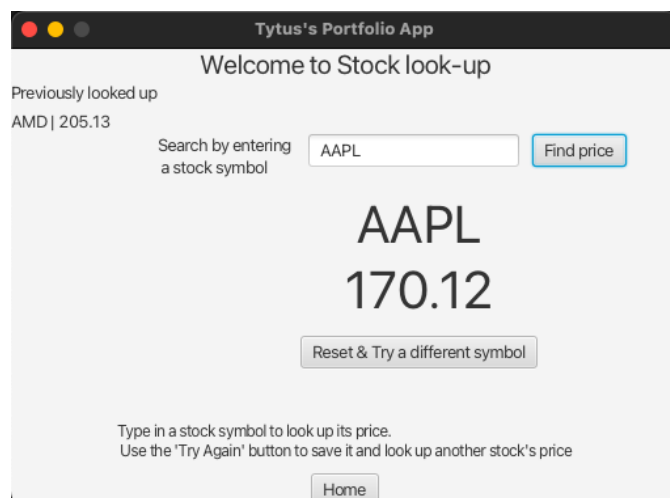 Tytus's Portfolio App
Welcome to Stock look-up
Previously looked up
AMD | 205.13
Search by entering
a stock symbol
AAPL
Find price
AAPL
170.12
Reset & Try a different symbol
Type in a stock symbol to look up its price.
Use the 'Try Again' button to save it and look up another stock's price
Home